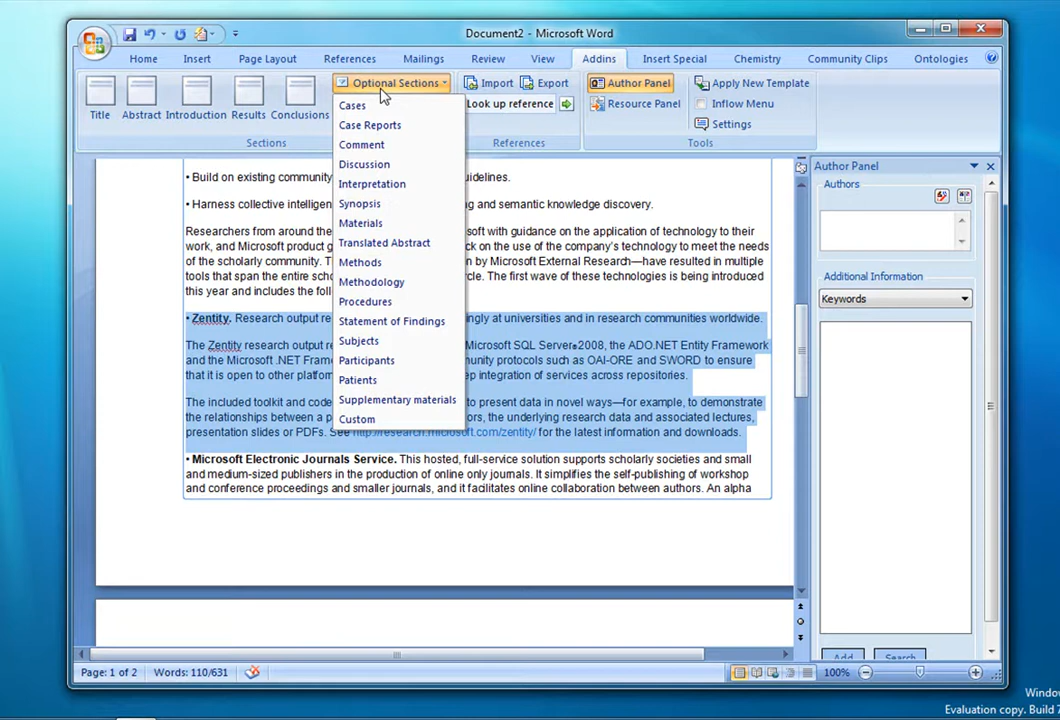 Document2 - Microsoft Word
Home Insert Page Layout References Mailings Review View Addins Insert Special Chemistry Community Clips Ontologies
Title Abstract Introduction Results Conclusions
Sections
Optional Sections
Cases
Case Reports
Comment
Discussion
Interpretation
Synopsis
Materials
Translated Abstract
Methods
Methodology
Procedures
Statement of Findings
Subjects
Participants
Patients
Supplementary materials
Custom
Import Export
Look up reference
References
Author Panel Apply New Template
Resource Panel Inflow Menu
Settings
Tools
• Build on existing community uidelines.
• Harness collective intelligen g and semantic knowledge discovery.
Researchers from around the soft with guidance on the application of technology to their
work, and Microsoft product g k on the use of the company's technology to meet the needs
of the scholarly community. T n by Microsoft External Research—have resulted in multiple
tools that span the entire scho cle. The first wave of these technologies is being introduced
this year and includes the foll
• Zentity. Research output re ingly at universities and in research communities worldwide.
The Zentity research output re Microsoft SQL Server 2008, the ADO.NET Entity Framework
and the Microsoft .NET Frame unity protocols such as OAI-ORE and SWORD to ensure
that it is open to other platform ep integration of services across repositories.
The included toolkit and code to present data in novel ways—for example, to demonstrate
the relationships between a p ors, the underlying research data and associated lectures,
presentation slides or PDFs. See http://research.microsoft.com/zentity/ for the latest information and downloads.
• Microsoft Electronic Journals Service. This hosted, full-service solution supports scholarly societies and small
and medium-sized publishers in the production of online only journals. It simplifies the self-publishing of workshop
and conference proceedings and smaller journals, and it facilitates online collaboration between authors. An alpha
Author Panel
Authors
Additional Information
Keywords
Add Search
Page: 1 of 2 Words: 110/631
100%
Window
Evaluation copy. Build 7